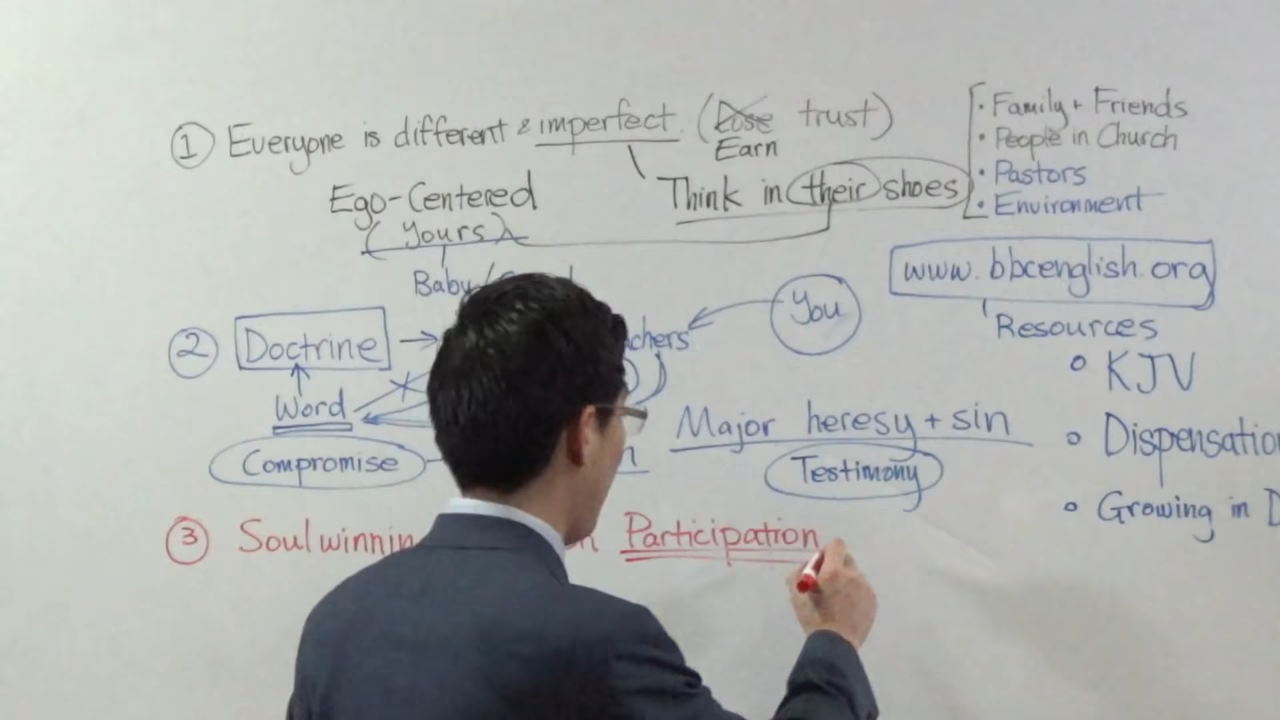 ① Everyone is different & imperfect. (Lose trust)
Earn
• Family + Friends
• People in Church
• Pastors
• Environment
Ego-Centered
(Yours)
Think in their shoes
Baby/
www.bbcenglish.org
Resources
• KJV
• Dispensatio
• Growing in D
② Doctrine → chers
You
Word
Compromise
Major heresy + sin
Testimony
③ Soulwinnin n Participation